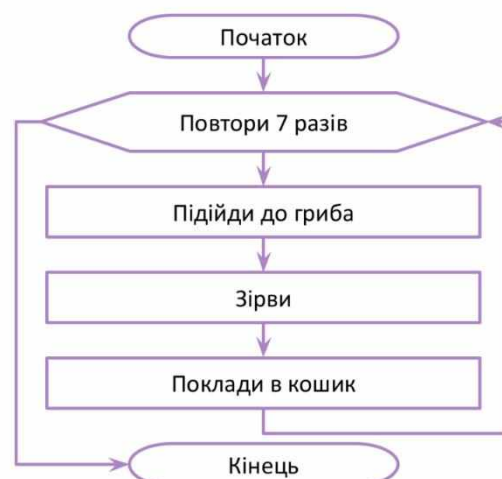 Початок
Повтори 7 разів
Підійди до гриба
Зірви
Поклади в кошик
Кінець